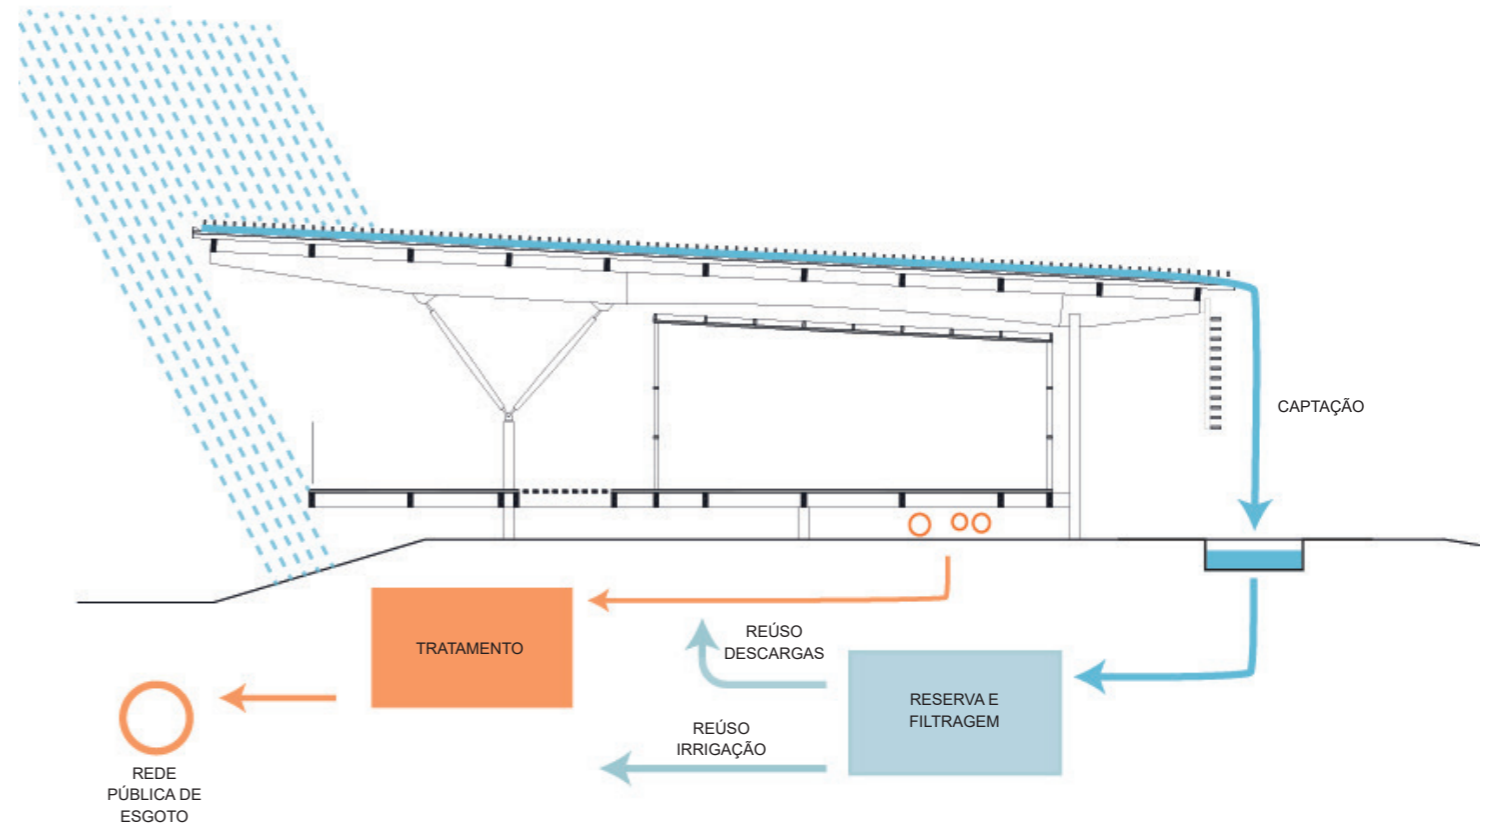 CAPTAÇÃO
REÚSO
DESCARGAS
TRATAMENTO
RESERVA E
FILTRAGEM
REÚSO
IRRIGAÇÃO
REDE
PÚBLICA DE
ESGOTO